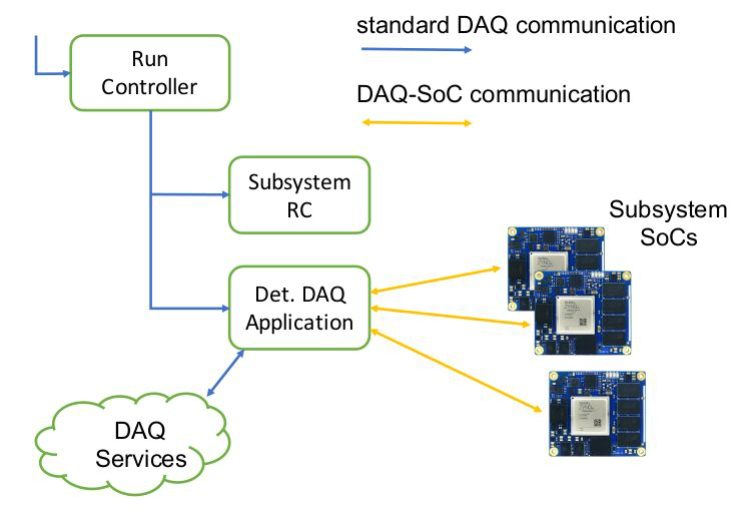 standard DAQ communication
Run
Controller
DAQ-SoC communication
Subsystem
RC
Subsystem
SoCs
Det. DAQ
Application
DAQ
Services